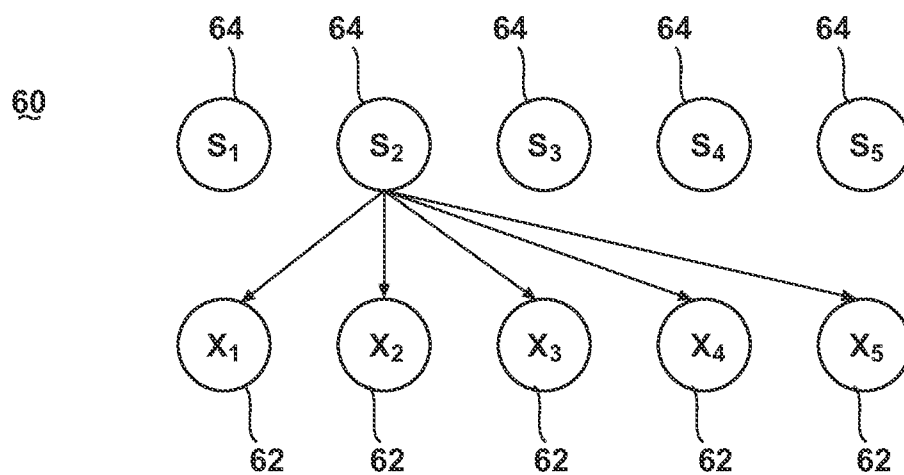 64 64 64 64 64
60
S₁ S₂ S₃ S₄ S₅
X₁ X₂ X₃ X₄ X₅
62 62 62 62 62